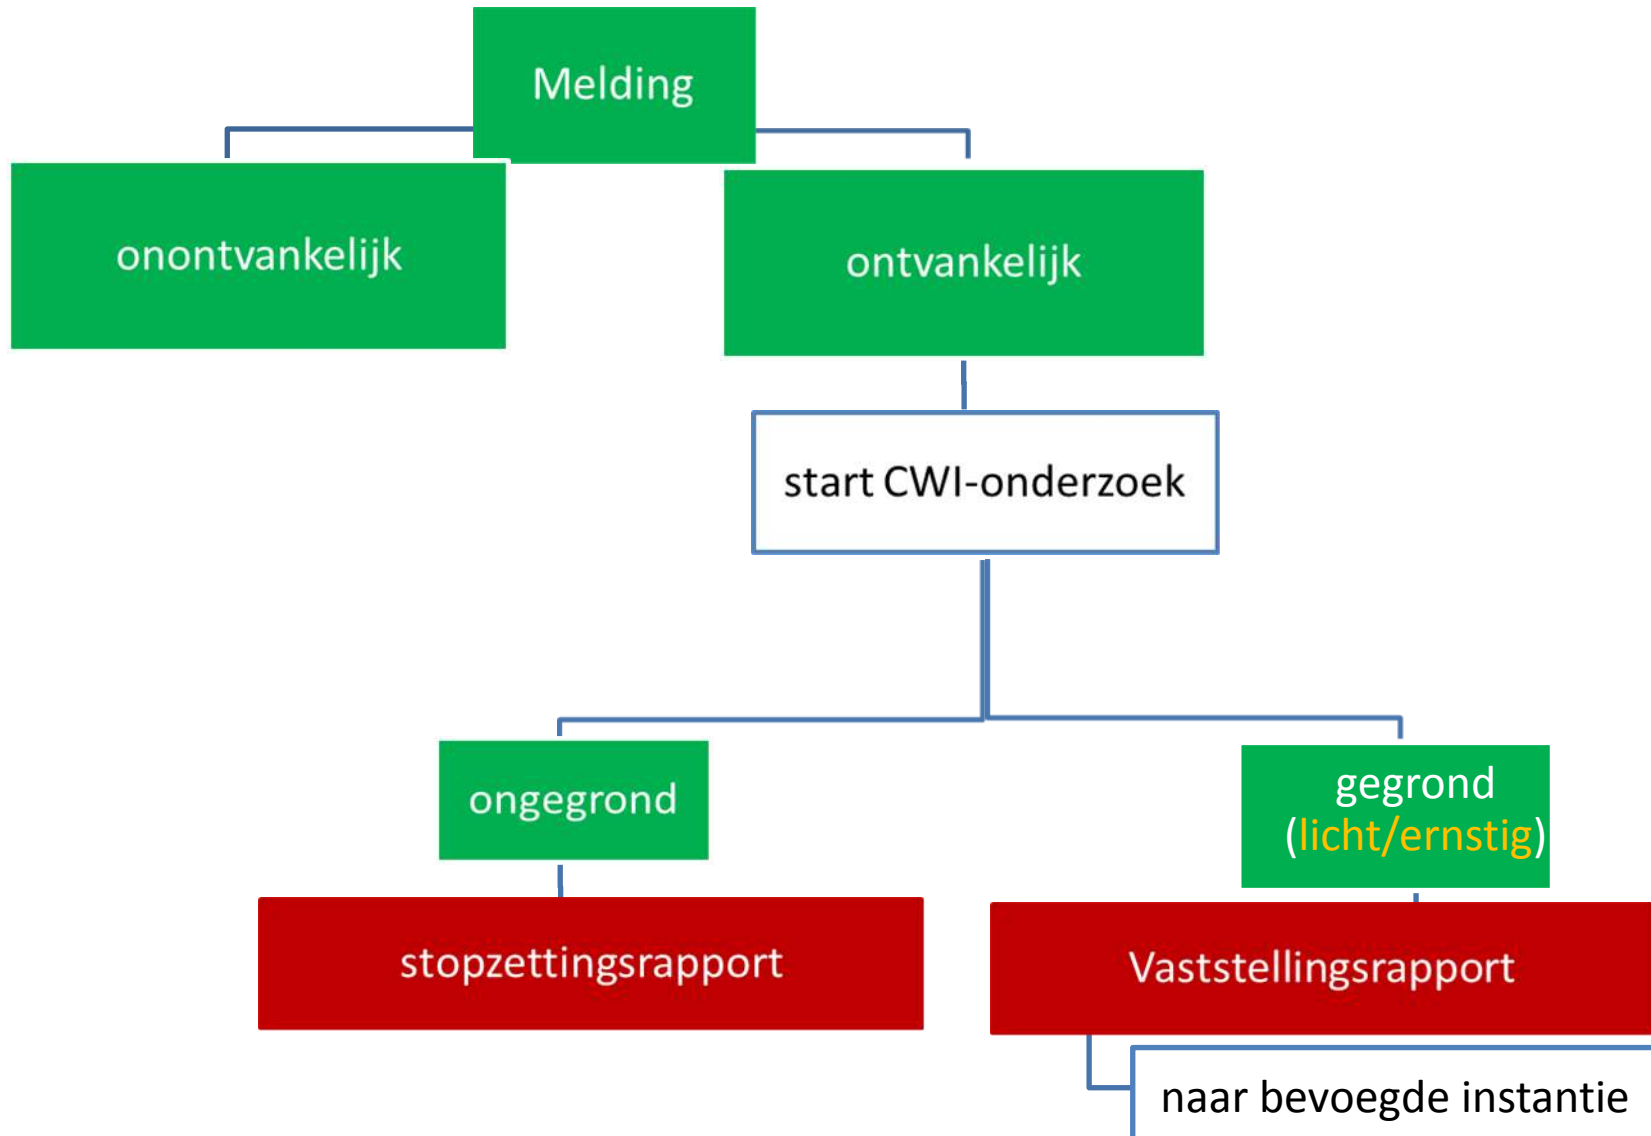 Melding
onontvankelijk
ontvankelijk
start CWI-onderzoek
ongegrond
gegrond
(licht/ernstig)
stopzettingsrapport
Vaststellingsrapport
naar bevoegde instantie